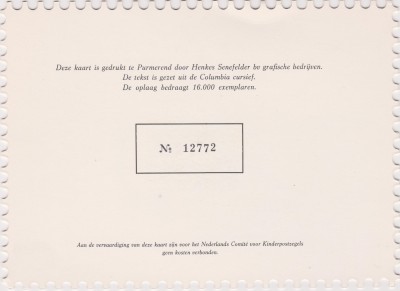 Deze kaart is gedrukt te Purmerend door Henkes Senefelder bv grafische bedrijven.
De tekst is gezet uit de Columbia cursief.
De oplaag bedraagt 16.000 exemplaren.
№ 12772
Aan de vervaardiging van deze kaart zijn voor het Nederlands Comité voor Kinderpostzegels
geen kosten verbonden.